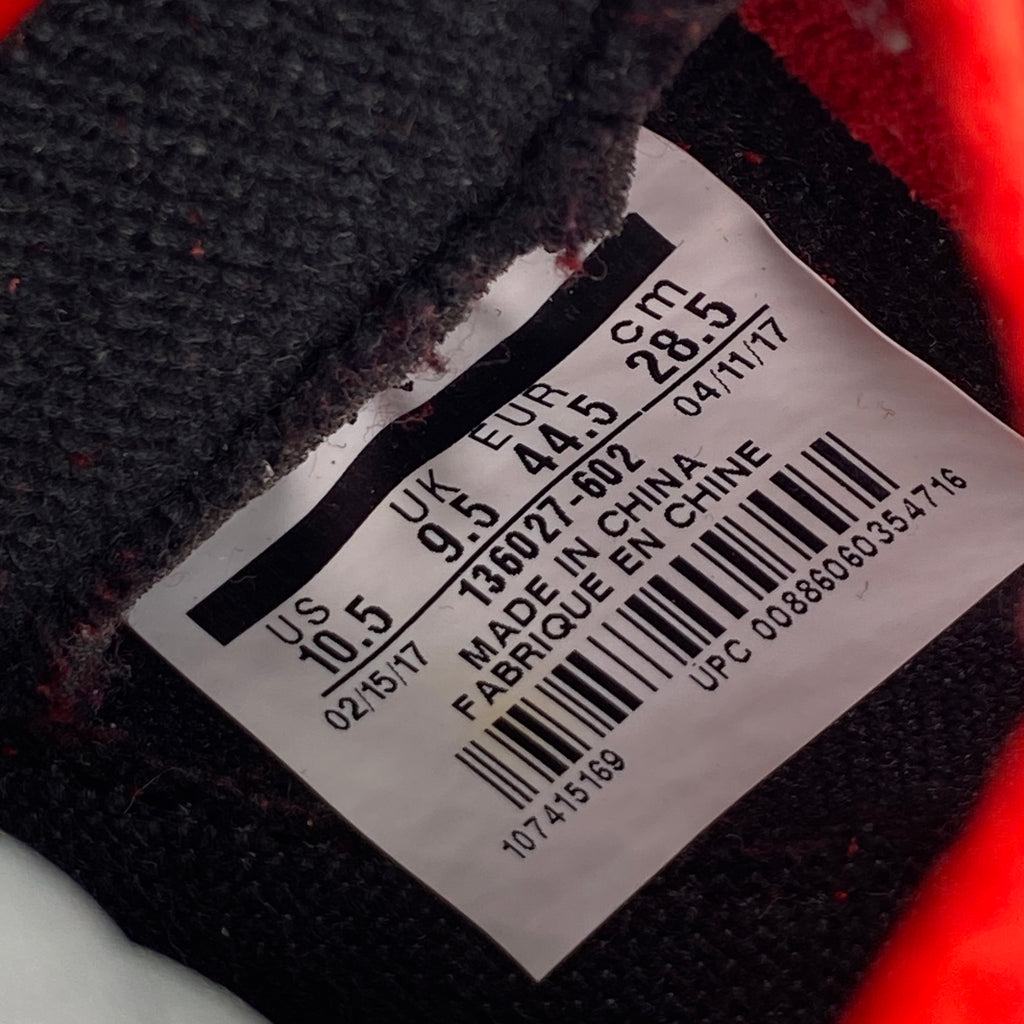 US UK EUR cm
10.5 9.5 44.5 28.5
02/15/17 136027-602 04/11/17
MADE IN CHINA
FABRIQUE EN CHINE
107415169 UPC 00886060354716